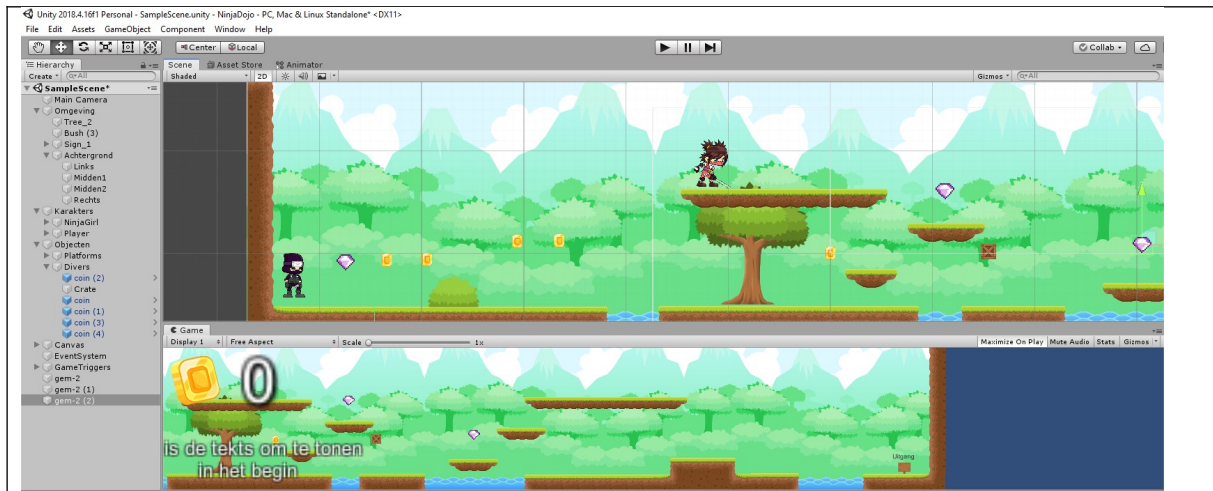 Unity 2018.4.16f1 Personal - SampleScene.unity - NinjaDojo - PC, Mac & Linux Standalone* <DX11>
File Edit Assets GameObject Component Window Help
Center Local Collab
Hierarchy Scene Asset Store Animator
Create All Shaded 2D Gizmos All
SampleScene*
Main Camera
Omgeving
Tree_2
Bush (3)
Sign_1
Achtergrond
Links
Midden1
Midden2
Rechts
Karakters
NinjaGirl
Player
Objecten
Platforms
Divers
coin (2)
Crate
coin
coin (1)
coin (3)
coin (4)
Canvas
EventSystem
GameTriggers
gem-2
gem-2 (1)
gem-2 (2)
Game
Display 1 Free Aspect Scale 1x Maximize On Play Mute Audio Stats Gizmos
0
is de tekts om te tonen
in het begin
Uitgang